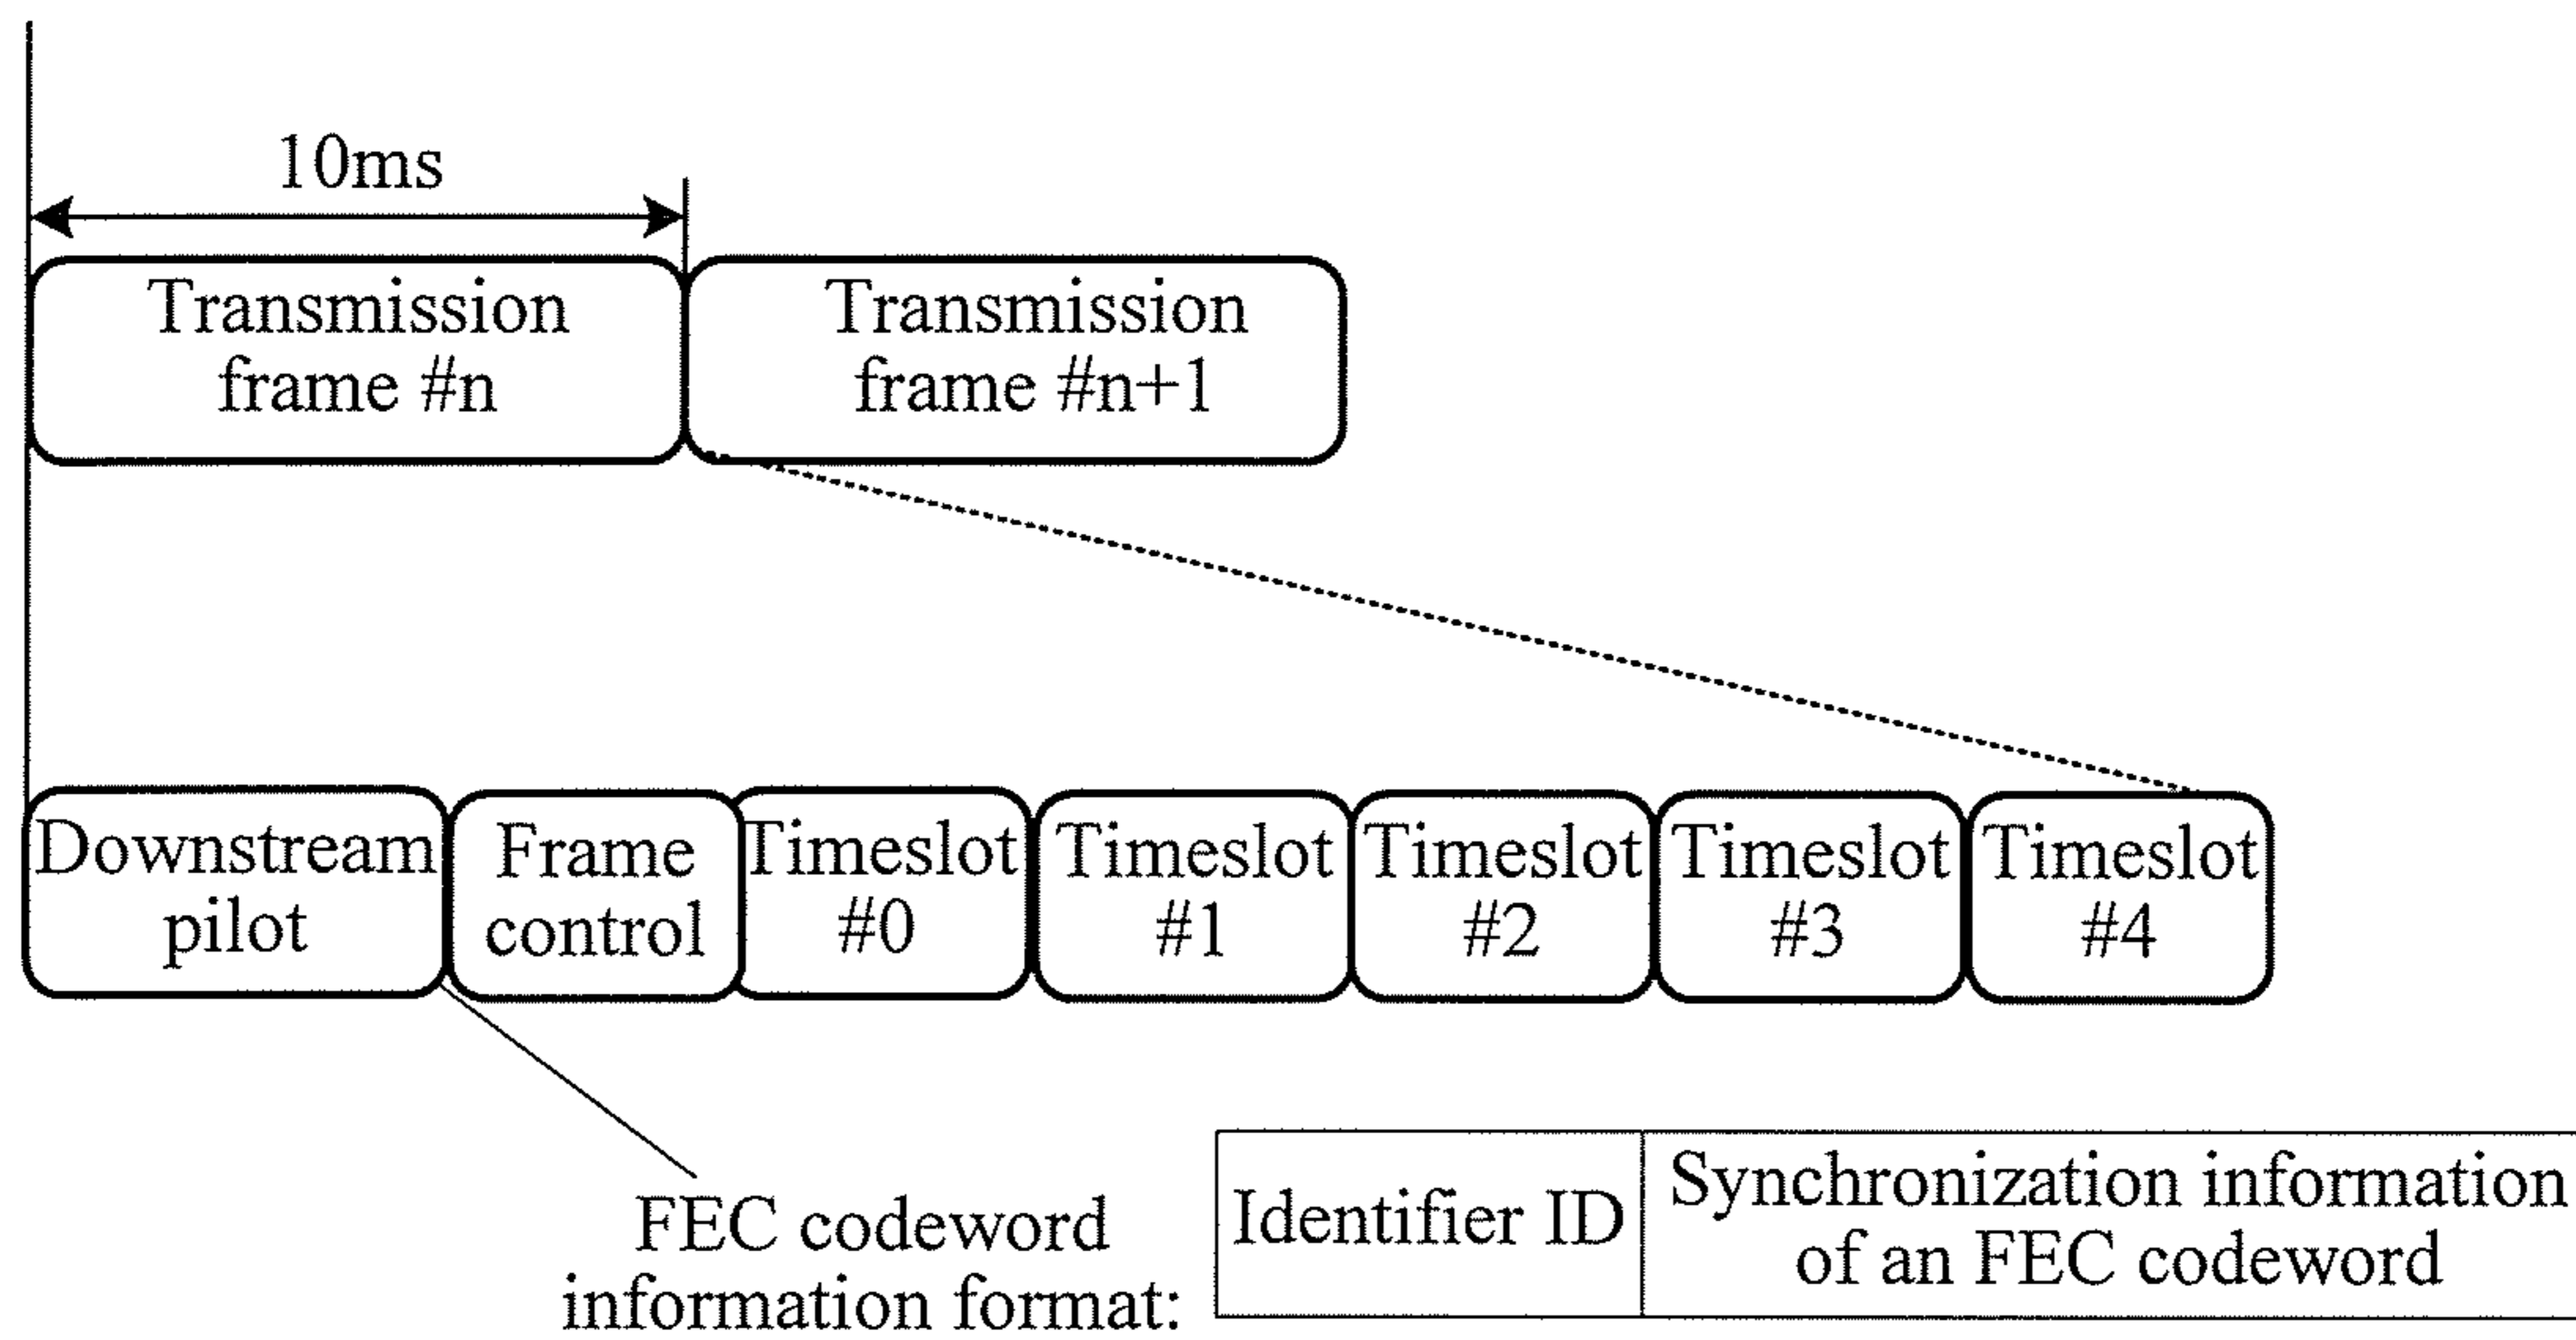 10ms
Transmission
frame #n
Transmission
frame #n+1
Downstream
pilot
Frame
control
Timeslot
#0
Timeslot
#1
Timeslot
#2
Timeslot
#3
Timeslot
#4
FEC codeword
information format:
Identifier ID
Synchronization information
of an FEC codeword